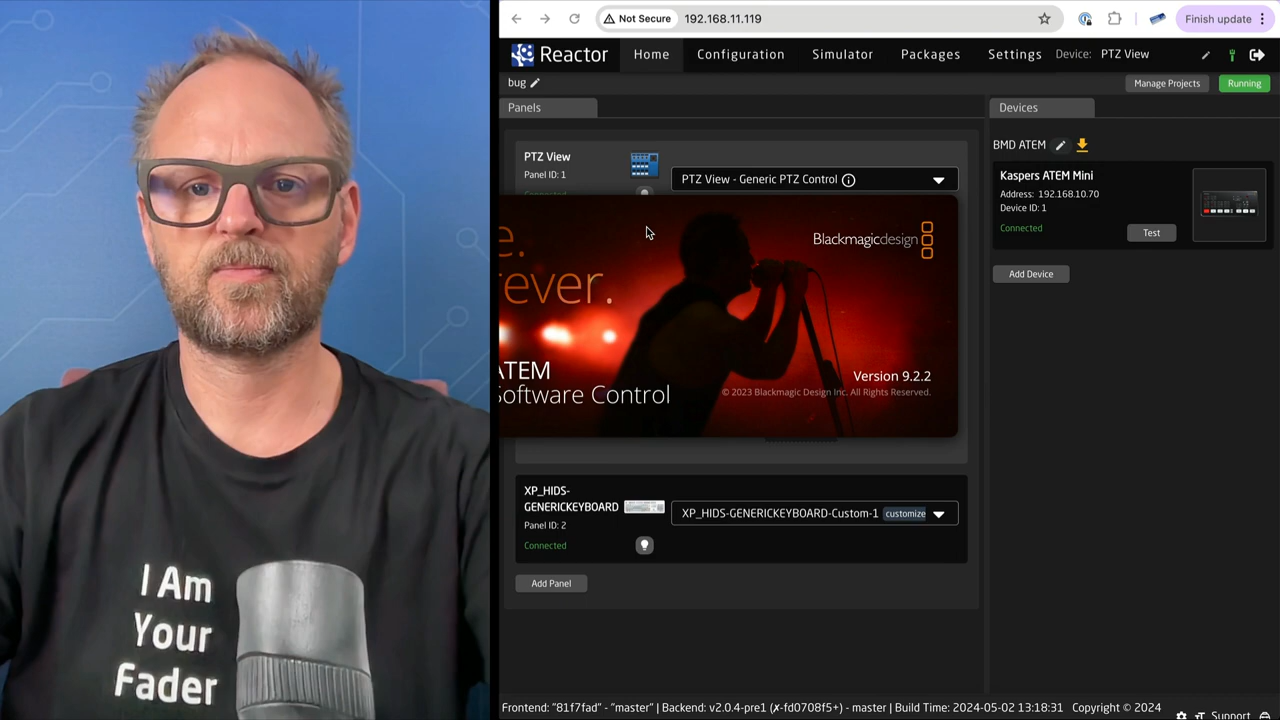 I Am
Your
Fader
Not Secure
192.168.11.119
Finish update
Reactor
Home
Configuration
Simulator
Packages
Settings
Device:
PTZ View
bug
Manage Projects
Running
Panels
PTZ View
Panel ID: 1
Connected
PTZ View - Generic PTZ Control
e.
ever.
Blackmagicdesign
ATEM
Software Control
Version 9.2.2
© 2023 Blackmagic Design Inc. All Rights Reserved.
XP_HIDS-
GENERICKEYBOARD
Panel ID: 2
Connected
XP_HIDS-GENERICKEYBOARD-Custom-1
customize
Add Panel
Devices
BMD ATEM
Kaspers ATEM Mini
Address: 192.168.10.70
Device ID: 1
Connected
Test
Add Device
Frontend: "81f7fad" - "master" | Backend: v2.0.4-pre1 (✗-fd0708f5+) - master | Build Time: 2024-05-02 13:18:31 Copyright © 2024
Support